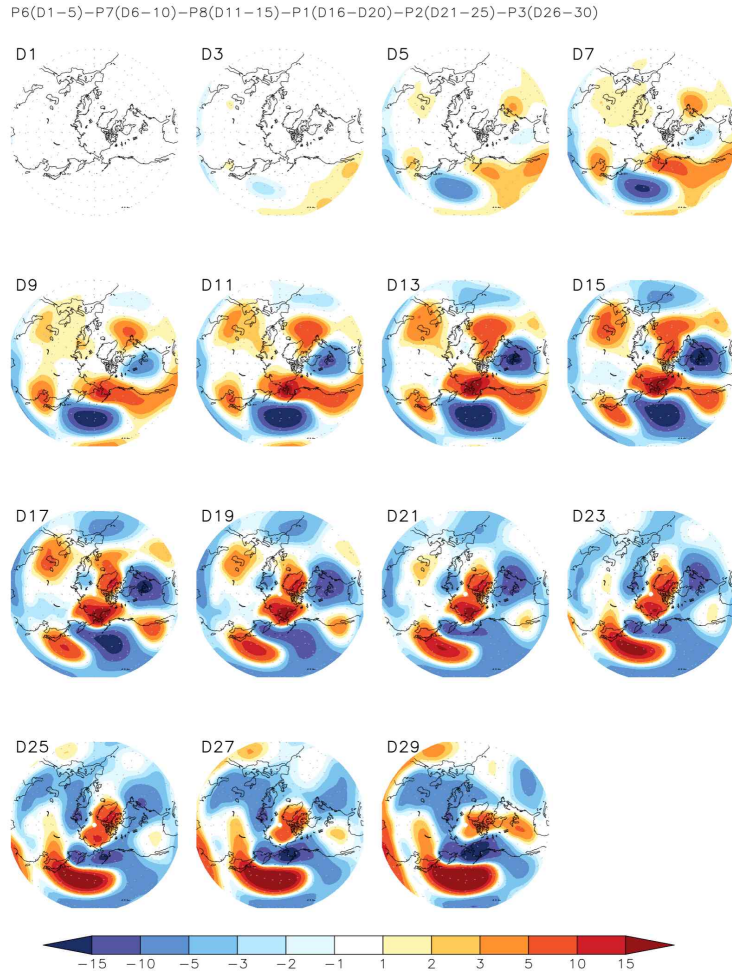 P6(D1-5)-P7(D6-10)-P8(D11-15)-P1(D16-D20)-P2(D21-25)-P3(D26-30)
D1 D3 D5 D7
D9 D11 D13 D15
D17 D19 D21 D23
D25 D27 D29
-15 -10 -5 -3 -2 -1 1 2 3 5 10 15